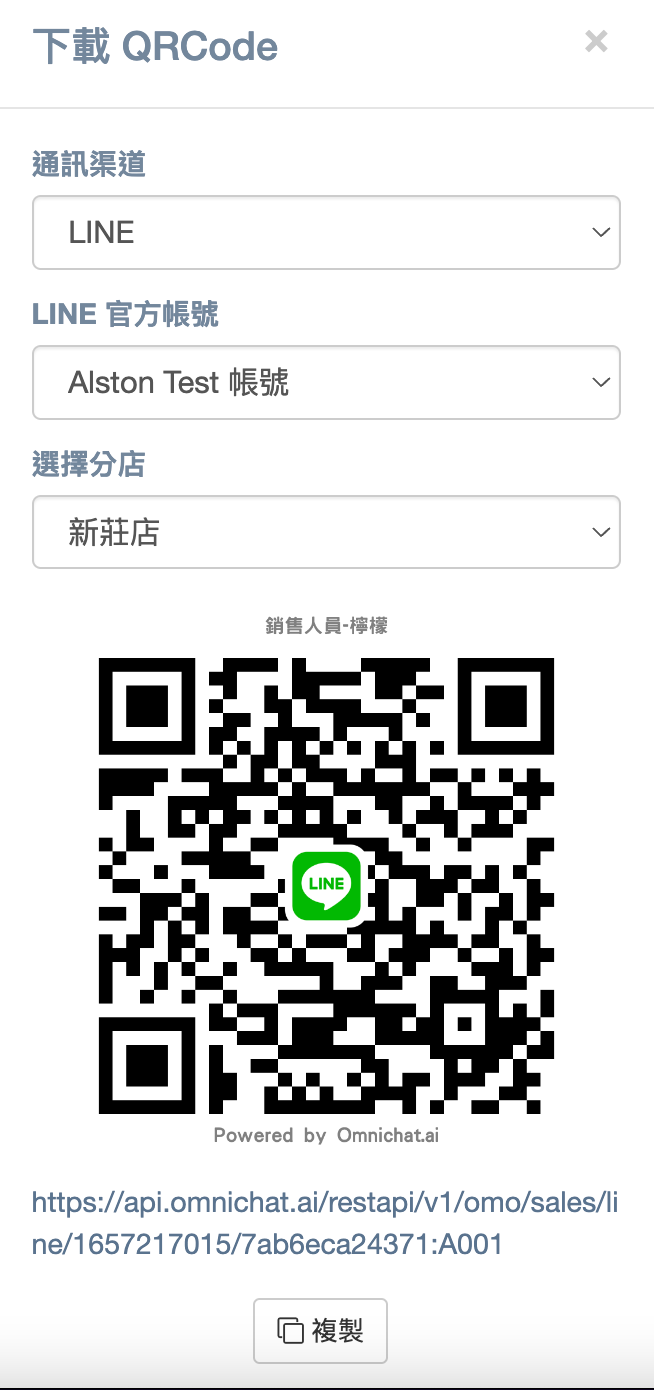 下載 QRCode
×
通訊渠道
LINE
LINE 官方帳號
Alston Test 帳號
選擇分店
新莊店
銷售人員-檸檬
LINE
Powered by Omnichat.ai
https://api.omnichat.ai/restapi/v1/omo/sales/li
ne/1657217015/7ab6eca24371:A001
複製